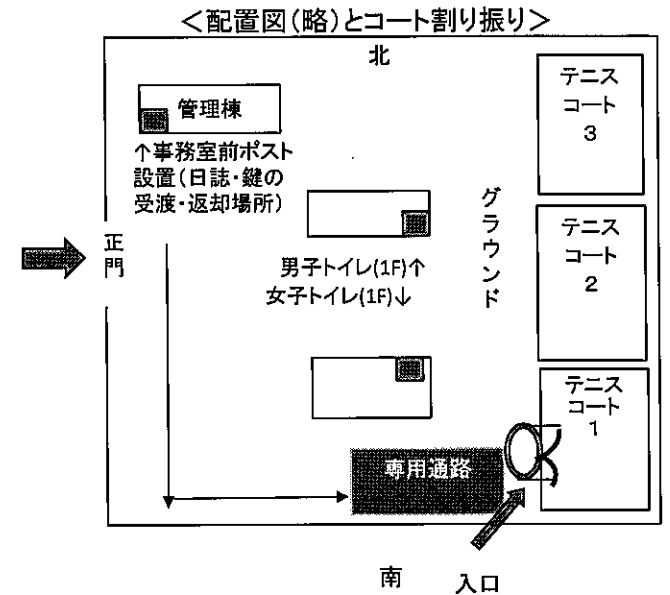 ＜配置図(略)とコート割り振り＞
北
管理棟
↑事務室前ポスト
設置(日誌・鍵の
受渡・返却場所)
正門
男子トイレ(1F)↑
女子トイレ(1F)↓
グラウンド
テニス
コート
3
テニス
コート
2
テニス
コート
1
専用通路
南
入口